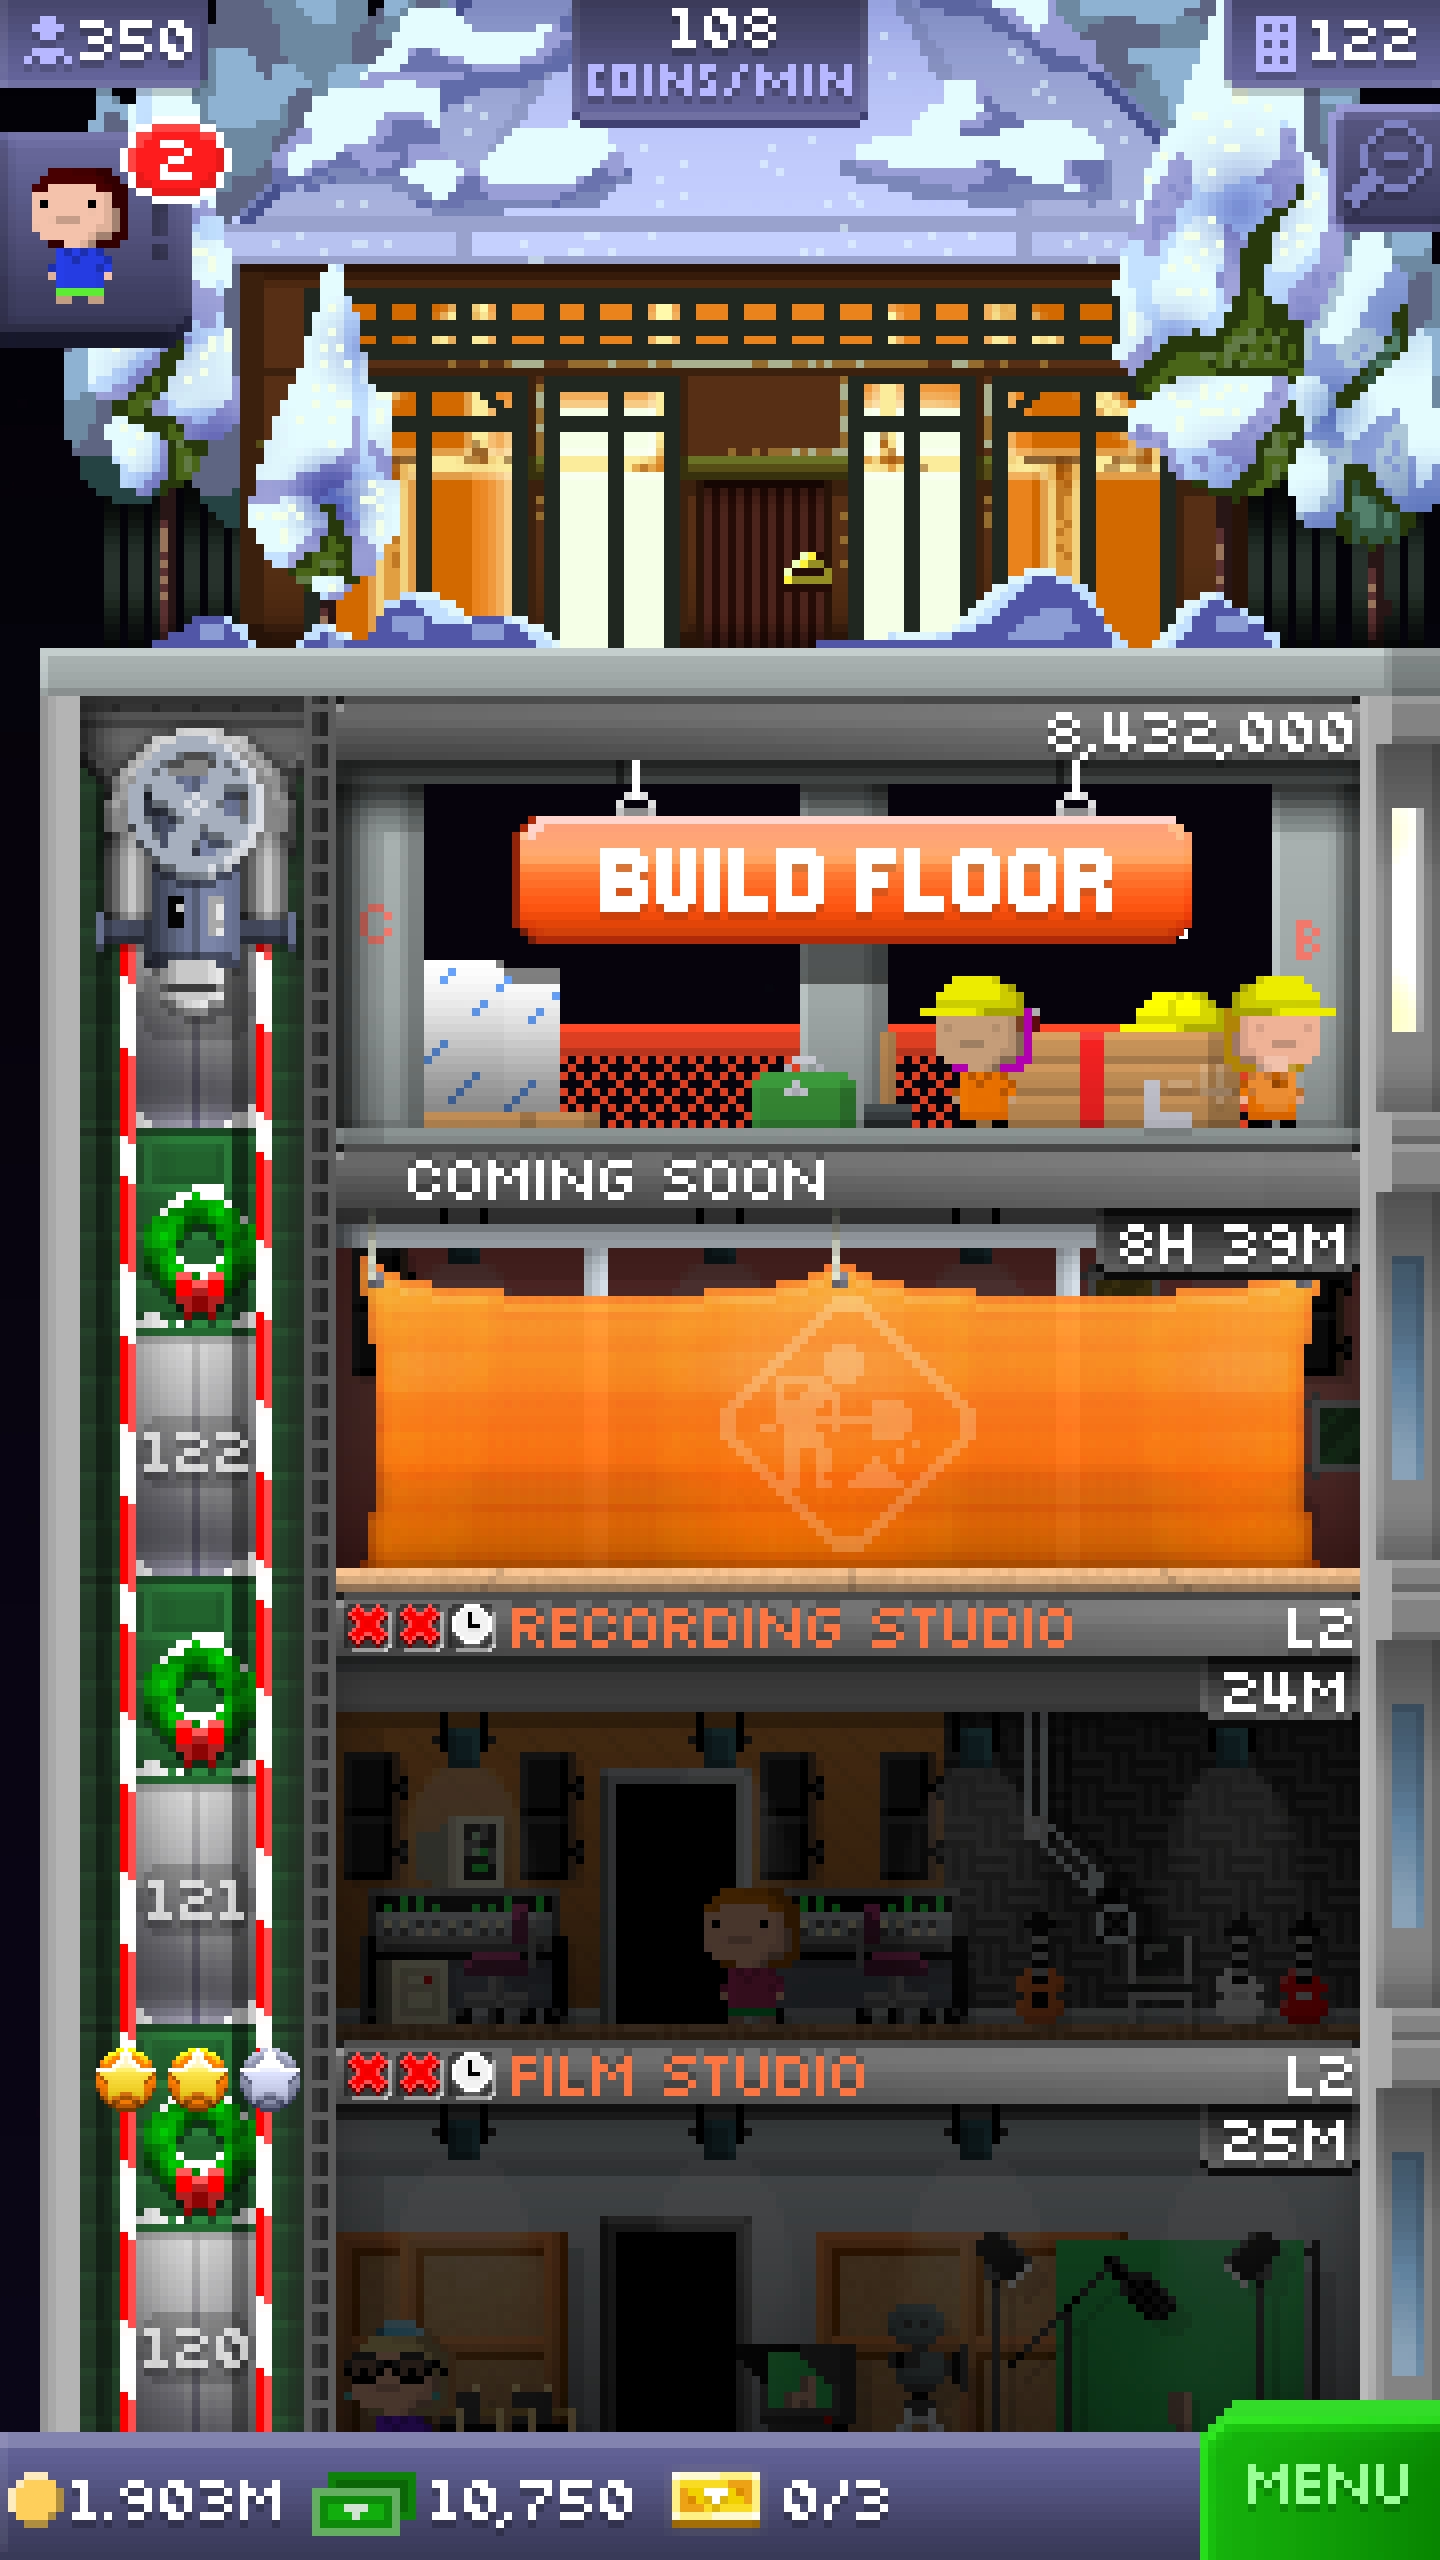 350
108
COINS/MIN
122
2
8,432,000
BUILD FLOOR
C
B
COMING SOON
8H 39M
122
RECORDING STUDIO L2
24M
121
FILM STUDIO L2
25M
120
1.903M 10,750 0/3 MENU